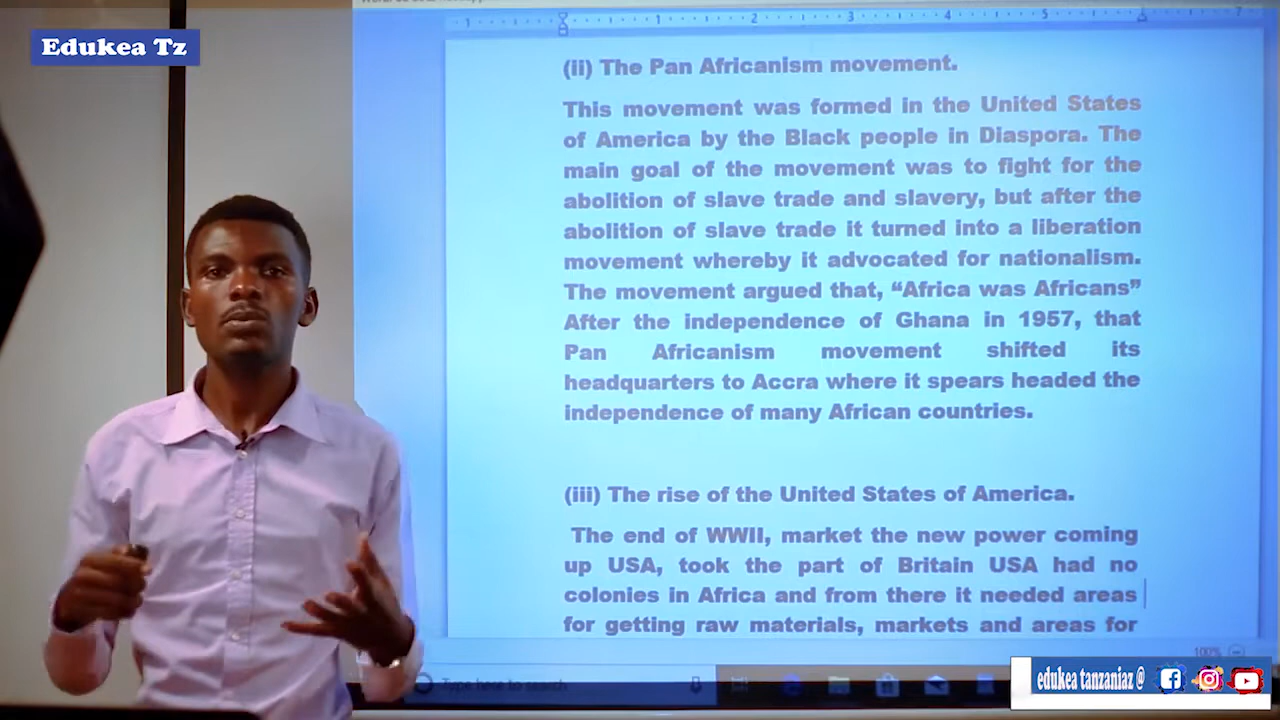 Edukea Tz
(ii) The Pan Africanism movement.
This movement was formed in the United States
of America by the Black people in Diaspora. The
main goal of the movement was to fight for the
abolition of slave trade and slavery, but after the
abolition of slave trade it turned into a liberation
movement whereby it advocated for nationalism.
The movement argued that, “Africa was Africans”
After the independence of Ghana in 1957, that
Pan Africanism movement shifted its
headquarters to Accra where it spears headed the
independence of many African countries.
(iii) The rise of the United States of America.
The end of WWII, market the new power coming
up USA, took the part of Britain USA had no
colonies in Africa and from there it needed areas
for getting raw materials, markets and areas for
100%
Type here to search
edukea tanzaniaz @